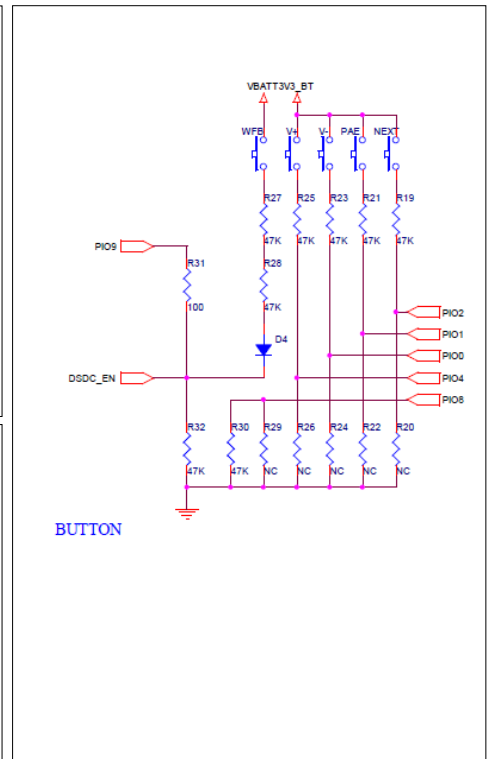 VBATT3V3_BT
WFB V+ V- PAE NEXT
R27 R25 R23 R21 R19
47K 47K 47K 47K 47K
PIO9
R31 R28
100 47K
PIO2
D4 PIO1
PIO0
DSDC_EN PIO4
PIO8
R32 R30 R29 R26 R24 R22 R20
47K 47K NC NC NC NC NC
BUTTON